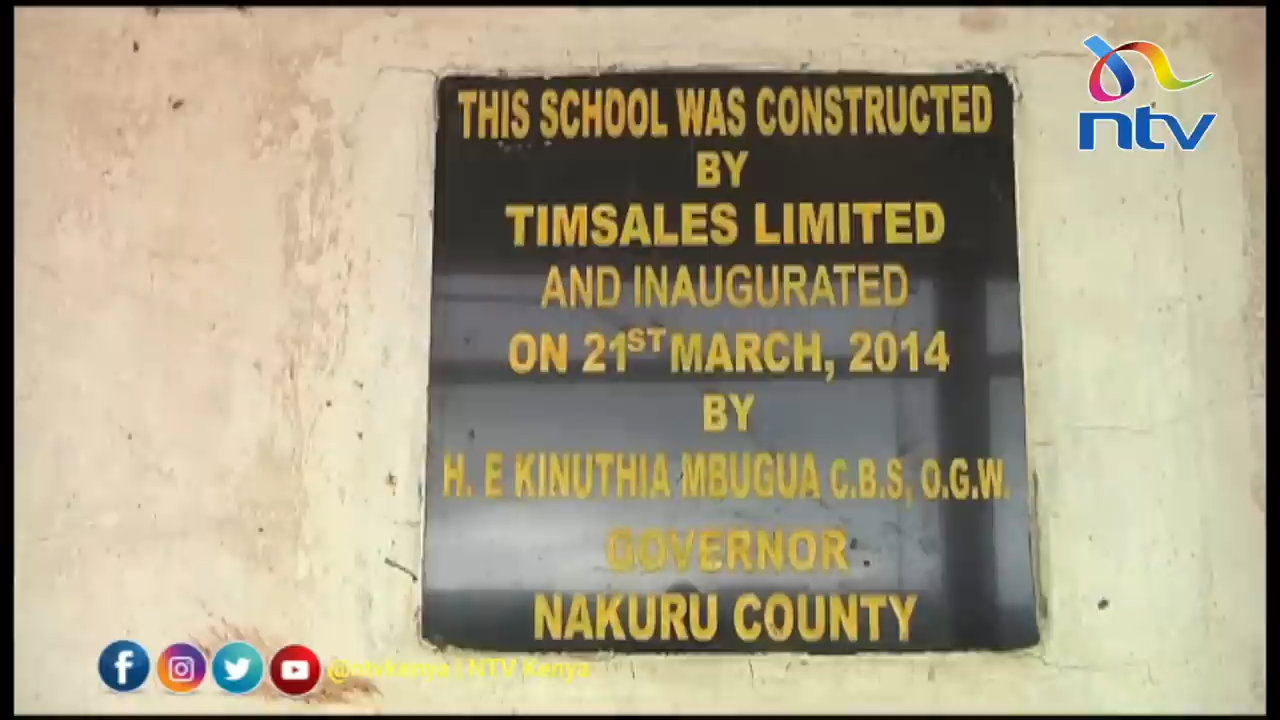 THIS SCHOOL WAS CONSTRUCTED
BY
TIMSALES LIMITED
AND INAUGURATED
ON 21ST MARCH, 2014
BY
H. E KINUTHIA MBUGUA C.B.S, O.G.W.
GOVERNOR
NAKURU COUNTY
ntv
@ntvkenya | NTV Kenya